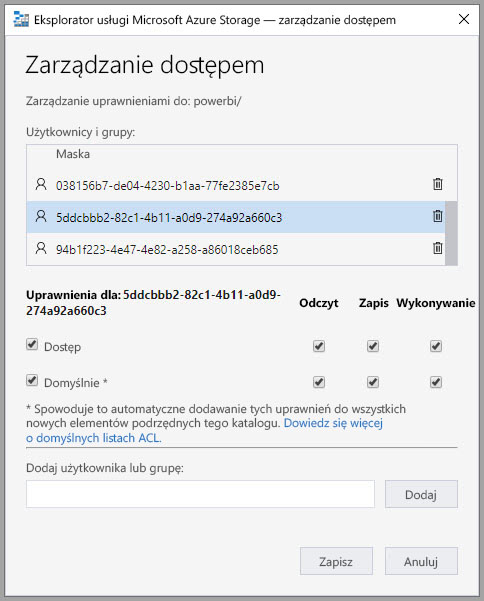 Eksplorator usługi Microsoft Azure Storage — zarządzanie dostępem
Zarządzanie dostępem
Zarządzanie uprawnieniami do: powerbi/
Użytkownicy i grupy:
Maska
038156b7-de04-4230-b1aa-77fe2385e7cb
5ddcbbb2-82c1-4b11-a0d9-274a92a660c3
94b1f223-4e47-4e82-a258-a86018ceb685
Uprawnienia dla: 5ddcbbb2-82c1-4b11-a0d9-
274a92a660c3
Odczyt Zapis Wykonywanie
Dostęp
Domyślnie *
* Spowoduje to automatyczne dodawanie tych uprawnień do wszystkich
nowych elementów podrzędnych tego katalogu. Dowiedz się więcej
o domyślnych listach ACL.
Dodaj użytkownika lub grupę:
Dodaj
Zapisz Anuluj